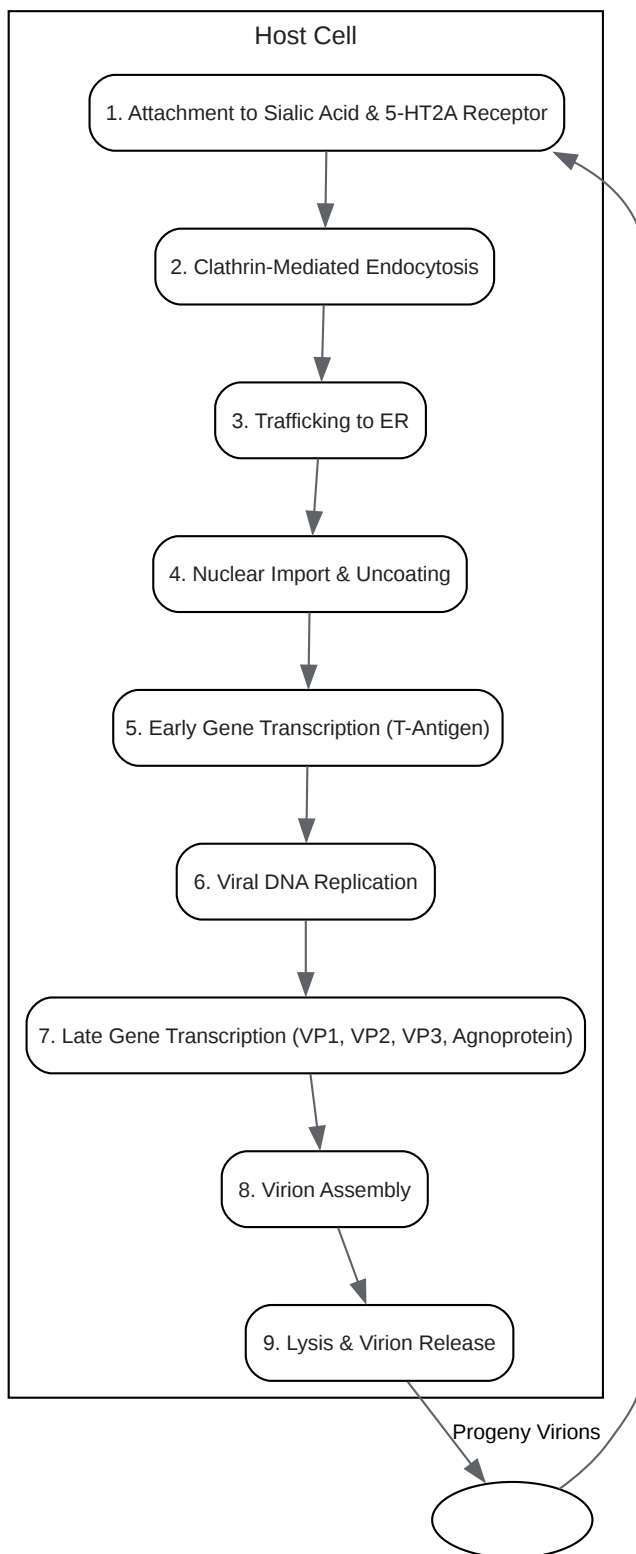 Host Cell
1. Attachment to Sialic Acid & 5-HT2A Receptor
2. Clathrin-Mediated Endocytosis
3. Trafficking to ER
4. Nuclear Import & Uncoating
5. Early Gene Transcription (T-Antigen)
6. Viral DNA Replication
7. Late Gene Transcription (VP1, VP2, VP3, Agnoprotein)
8. Virion Assembly
9. Lysis & Virion Release
Progeny Virions